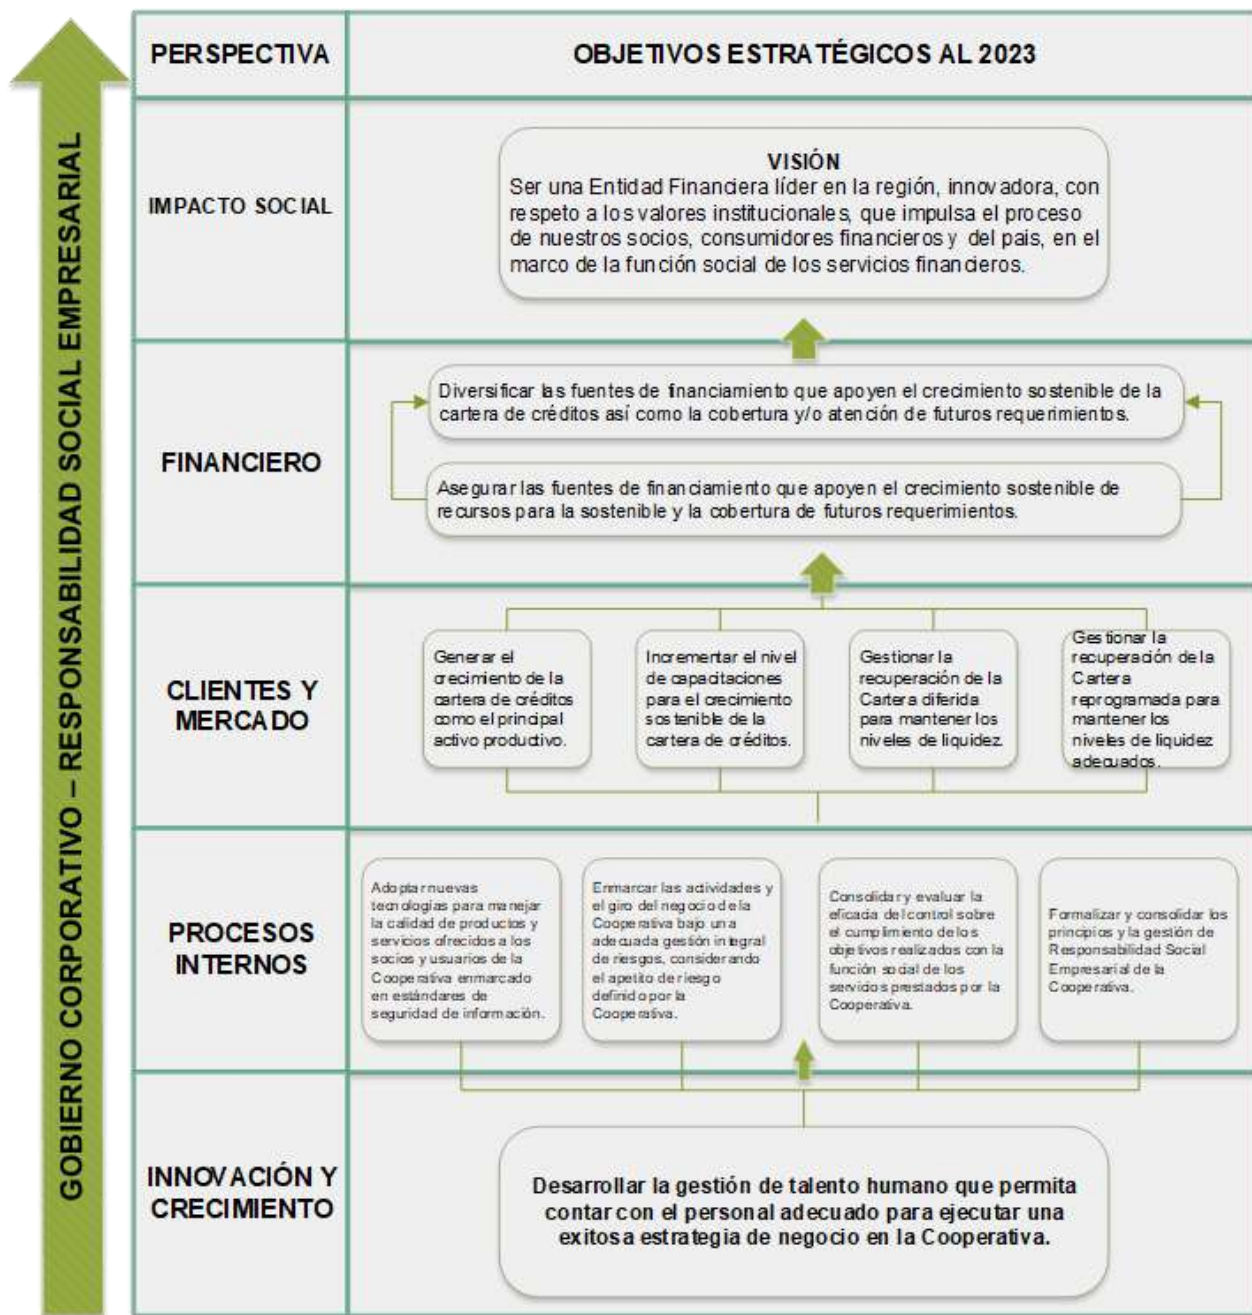 GOBIERNO CORPORATIVO – RESPONSABILIDAD SOCIAL EMPRESARIAL
PERSPECTIVA
OBJETIVOS ESTRATÉGICOS AL 2023
IMPACTO SOCIAL
VISIÓN
Ser una Entidad Financiera líder en la región, innovadora, con
respeto a los valores institucionales, que impulsa el proceso
de nuestros socios, consumidores financieros y del pais, en el
marco de la función social de los servicios financieros.
FINANCIERO
Diversificar las fuentes de financiamiento que apoyen el crecimiento sostenible de la
cartera de créditos así como la cobertura y/o atención de futuros requerimientos.
Asegurar las fuentes de financiamiento que apoyen el crecimiento sostenible de
recursos para la sostenible y la cobertura de futuros requerimientos.
CLIENTES Y
MERCADO
Generar el
crecimiento de la
cartera de créditos
como el principal
activo productivo.
Incrementar el nivel
de capacitaciones
para el crecimiento
sostenible de la
cartera de créditos.
Gestionar la
recuperación de la
Cartera diferida
para mantener los
niveles de liquidez.
Gestionar la
recuperación de la
Cartera
reprogramada para
mantener los
niveles de liquidez
adecuados.
PROCESOS
INTERNOS
Adoptar nuevas
tecnologías para manejar
la calidad de productos y
servicios ofrecidos a los
socios y usuarios de la
Cooperativa enmarcado
en estándares de
seguridad de información.
Enmarcar las actividades y
el giro del negocio de la
Cooperativa bajo una
adecuada gestión integral
de riesgos, considerando
el apetito de riesgo
definido por la
Cooperativa.
Consolidar y evaluar la
eficacia del control sobre
el cumplimiento de los
objetivos realizados con la
función social de los
servicios prestados por la
Cooperativa.
Formalizar y consolidar los
principios y la gestión de
Responsabilidad Social
Empresarial de la
Cooperativa.
INNOVACIÓN Y
CRECIMIENTO
Desarrollar la gestión de talento humano que permita
contar con el personal adecuado para ejecutar una
exitosa estrategia de negocio en la Cooperativa.